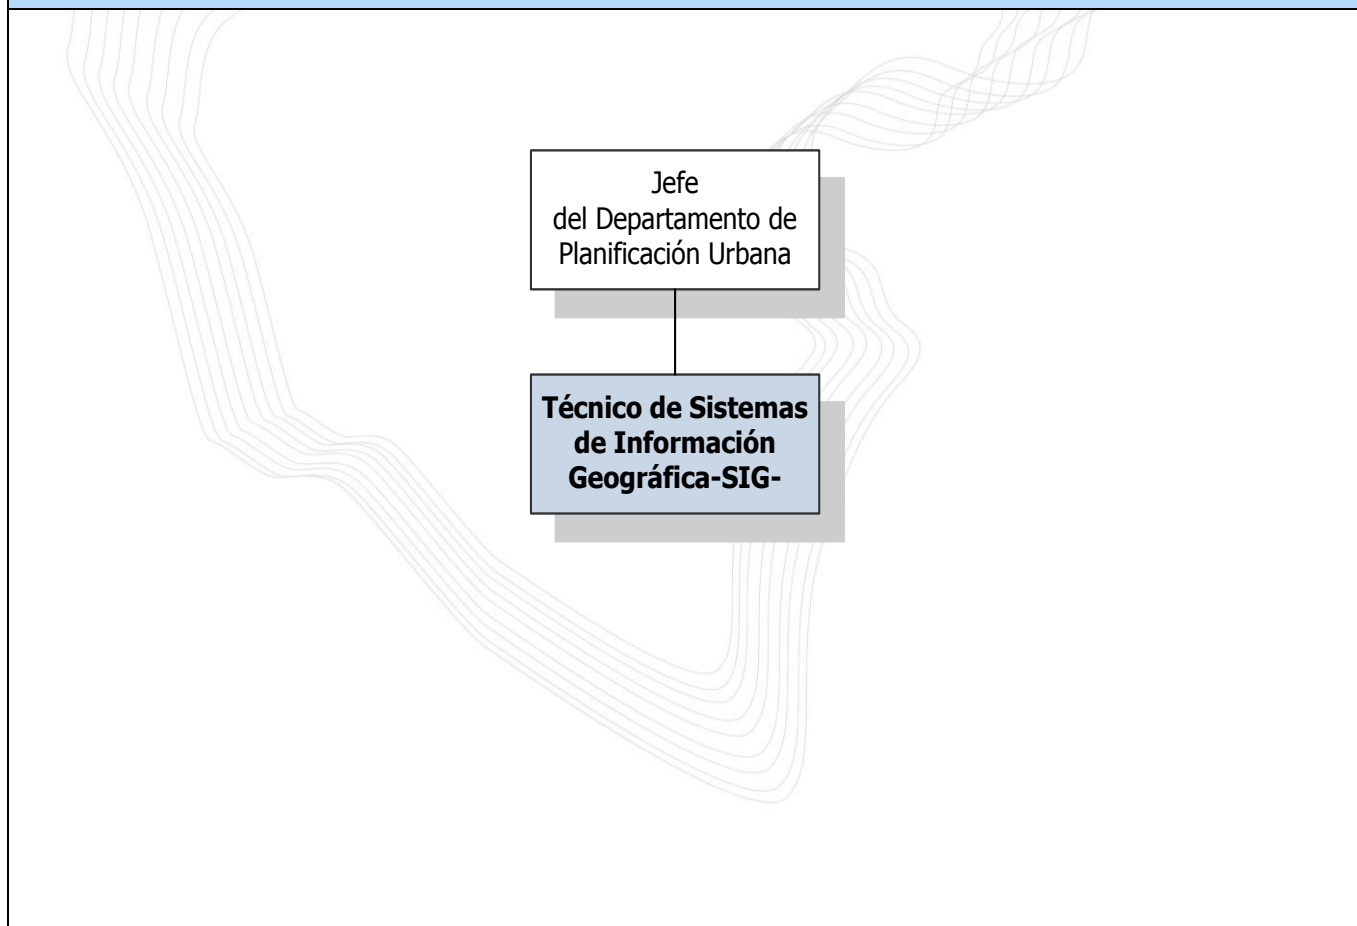 Jefe
del Departamento de
Planificación Urbana
Técnico de Sistemas
de Información
Geográfica-SIG-